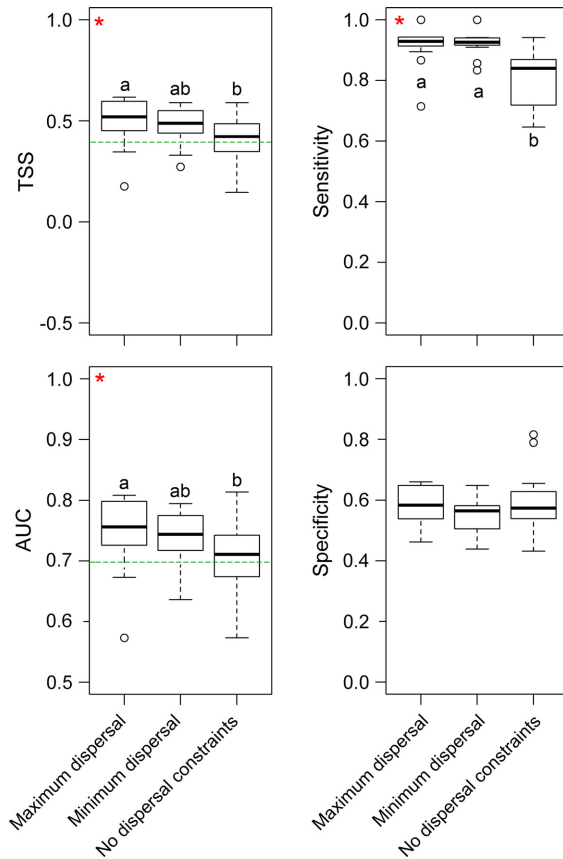 *
1.0
0.5
0.0
-0.5
TSS
a
ab
b
*
1.0
0.8
0.6
0.4
0.2
0.0
Sensitivity
a
a
b
*
1.0
0.9
0.8
0.7
0.6
0.5
AUC
a
ab
b
Maximum dispersal
Minimum dispersal
No dispersal constraints
1.0
0.8
0.6
0.4
0.2
0.0
Specificity
Maximum dispersal
Minimum dispersal
No dispersal constraints